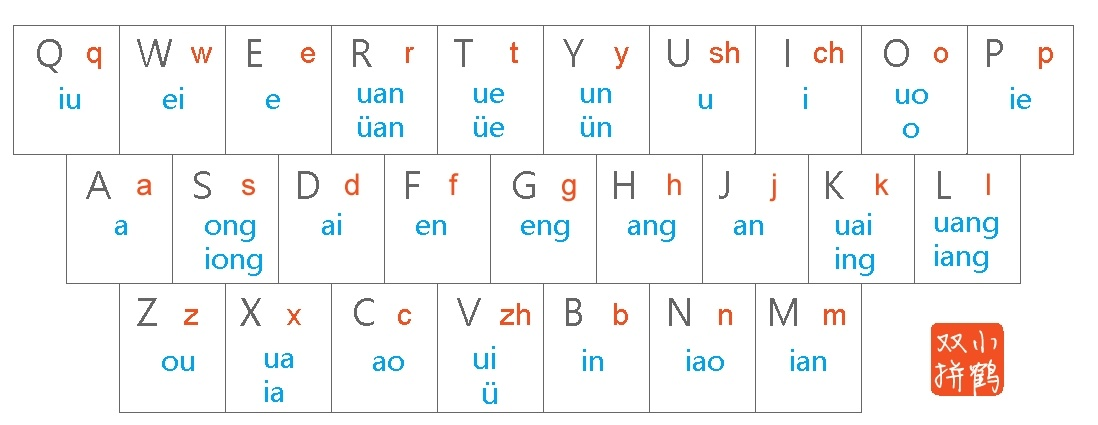 Q q W w E e R r T t Y y U sh I ch O o P p
iu ei e uan ue un u i uo ie
üan üe ün o
A a S s D d F f G g H h J j K k L l
a ong ai en eng ang an uai uang
iong ing iang
Z z X x C c V zh B b N n M m
ou ua ao ui in iao ian
ia ü
小鹤
双拼